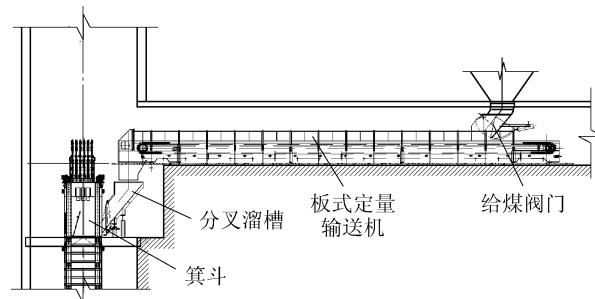 分叉溜槽
板式定量
输送机
给煤阀门
箕斗